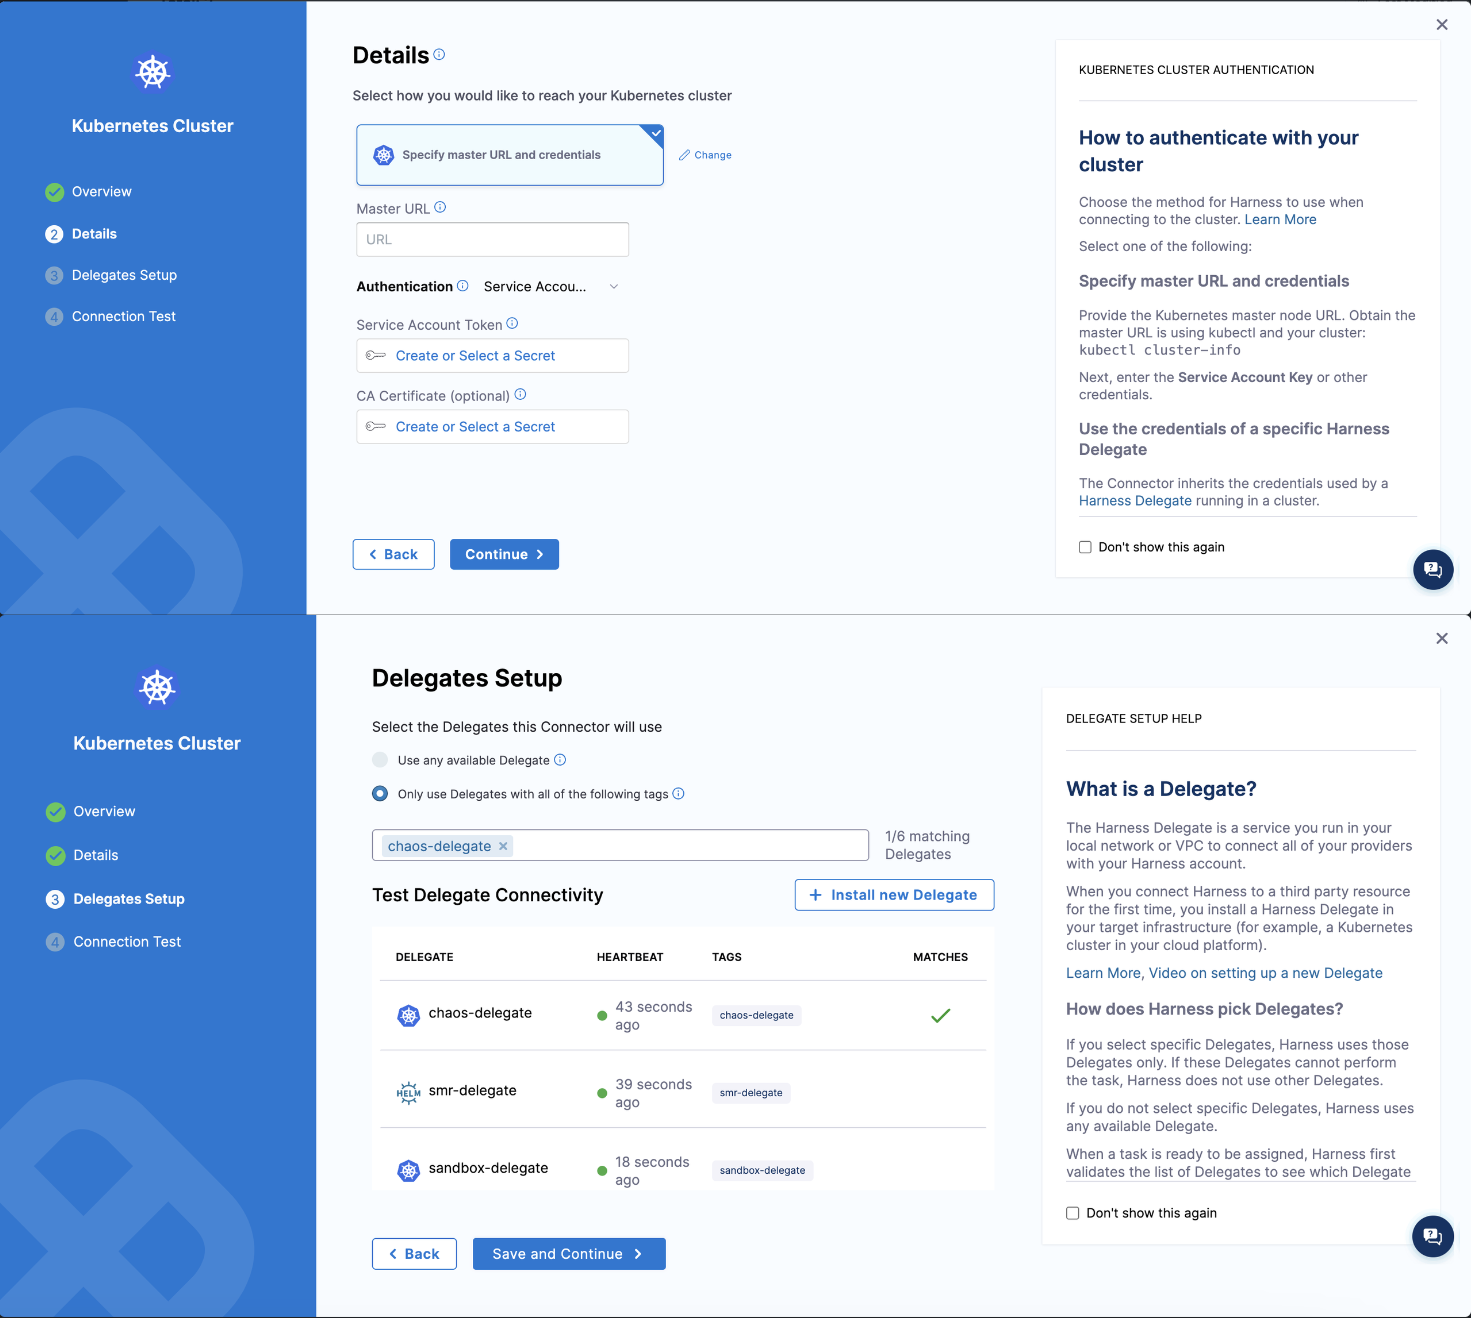 Kubernetes Cluster
Overview
2 Details
3 Delegates Setup
4 Connection Test
Details
Select how you would like to reach your Kubernetes cluster
Specify master URL and credentials
Change
Master URL
URL
Authentication Service Accou...
Service Account Token
Create or Select a Secret
CA Certificate (optional)
Create or Select a Secret
Back Continue
KUBERNETES CLUSTER AUTHENTICATION
How to authenticate with your
cluster
Choose the method for Harness to use when
connecting to the cluster. Learn More
Select one of the following:
Specify master URL and credentials
Provide the Kubernetes master node URL. Obtain the
master URL is using kubectl and your cluster:
kubectl cluster-info
Next, enter the Service Account Key or other
credentials.
Use the credentials of a specific Harness
Delegate
The Connector inherits the credentials used by a
Harness Delegate running in a cluster.
Don't show this again
Kubernetes Cluster
Overview
Details
3 Delegates Setup
4 Connection Test
Delegates Setup
Select the Delegates this Connector will use
Use any available Delegate
Only use Delegates with all of the following tags
chaos-delegate
1/6 matching
Delegates
Test Delegate Connectivity
+ Install new Delegate
DELEGATE HEARTBEAT TAGS MATCHES
chaos-delegate 43 seconds
ago chaos-delegate
HELM smr-delegate 39 seconds
ago smr-delegate
sandbox-delegate 18 seconds
ago sandbox-delegate
Back Save and Continue
DELEGATE SETUP HELP
What is a Delegate?
The Harness Delegate is a service you run in your
local network or VPC to connect all of your providers
with your Harness account.
When you connect Harness to a third party resource
for the first time, you install a Harness Delegate in
your target infrastructure (for example, a Kubernetes
cluster in your cloud platform).
Learn More, Video on setting up a new Delegate
How does Harness pick Delegates?
If you select specific Delegates, Harness uses those
Delegates only. If these Delegates cannot perform
the task, Harness does not use other Delegates.
If you do not select specific Delegates, Harness uses
any available Delegate.
When a task is ready to be assigned, Harness first
validates the list of Delegates to see which Delegate
Don't show this again